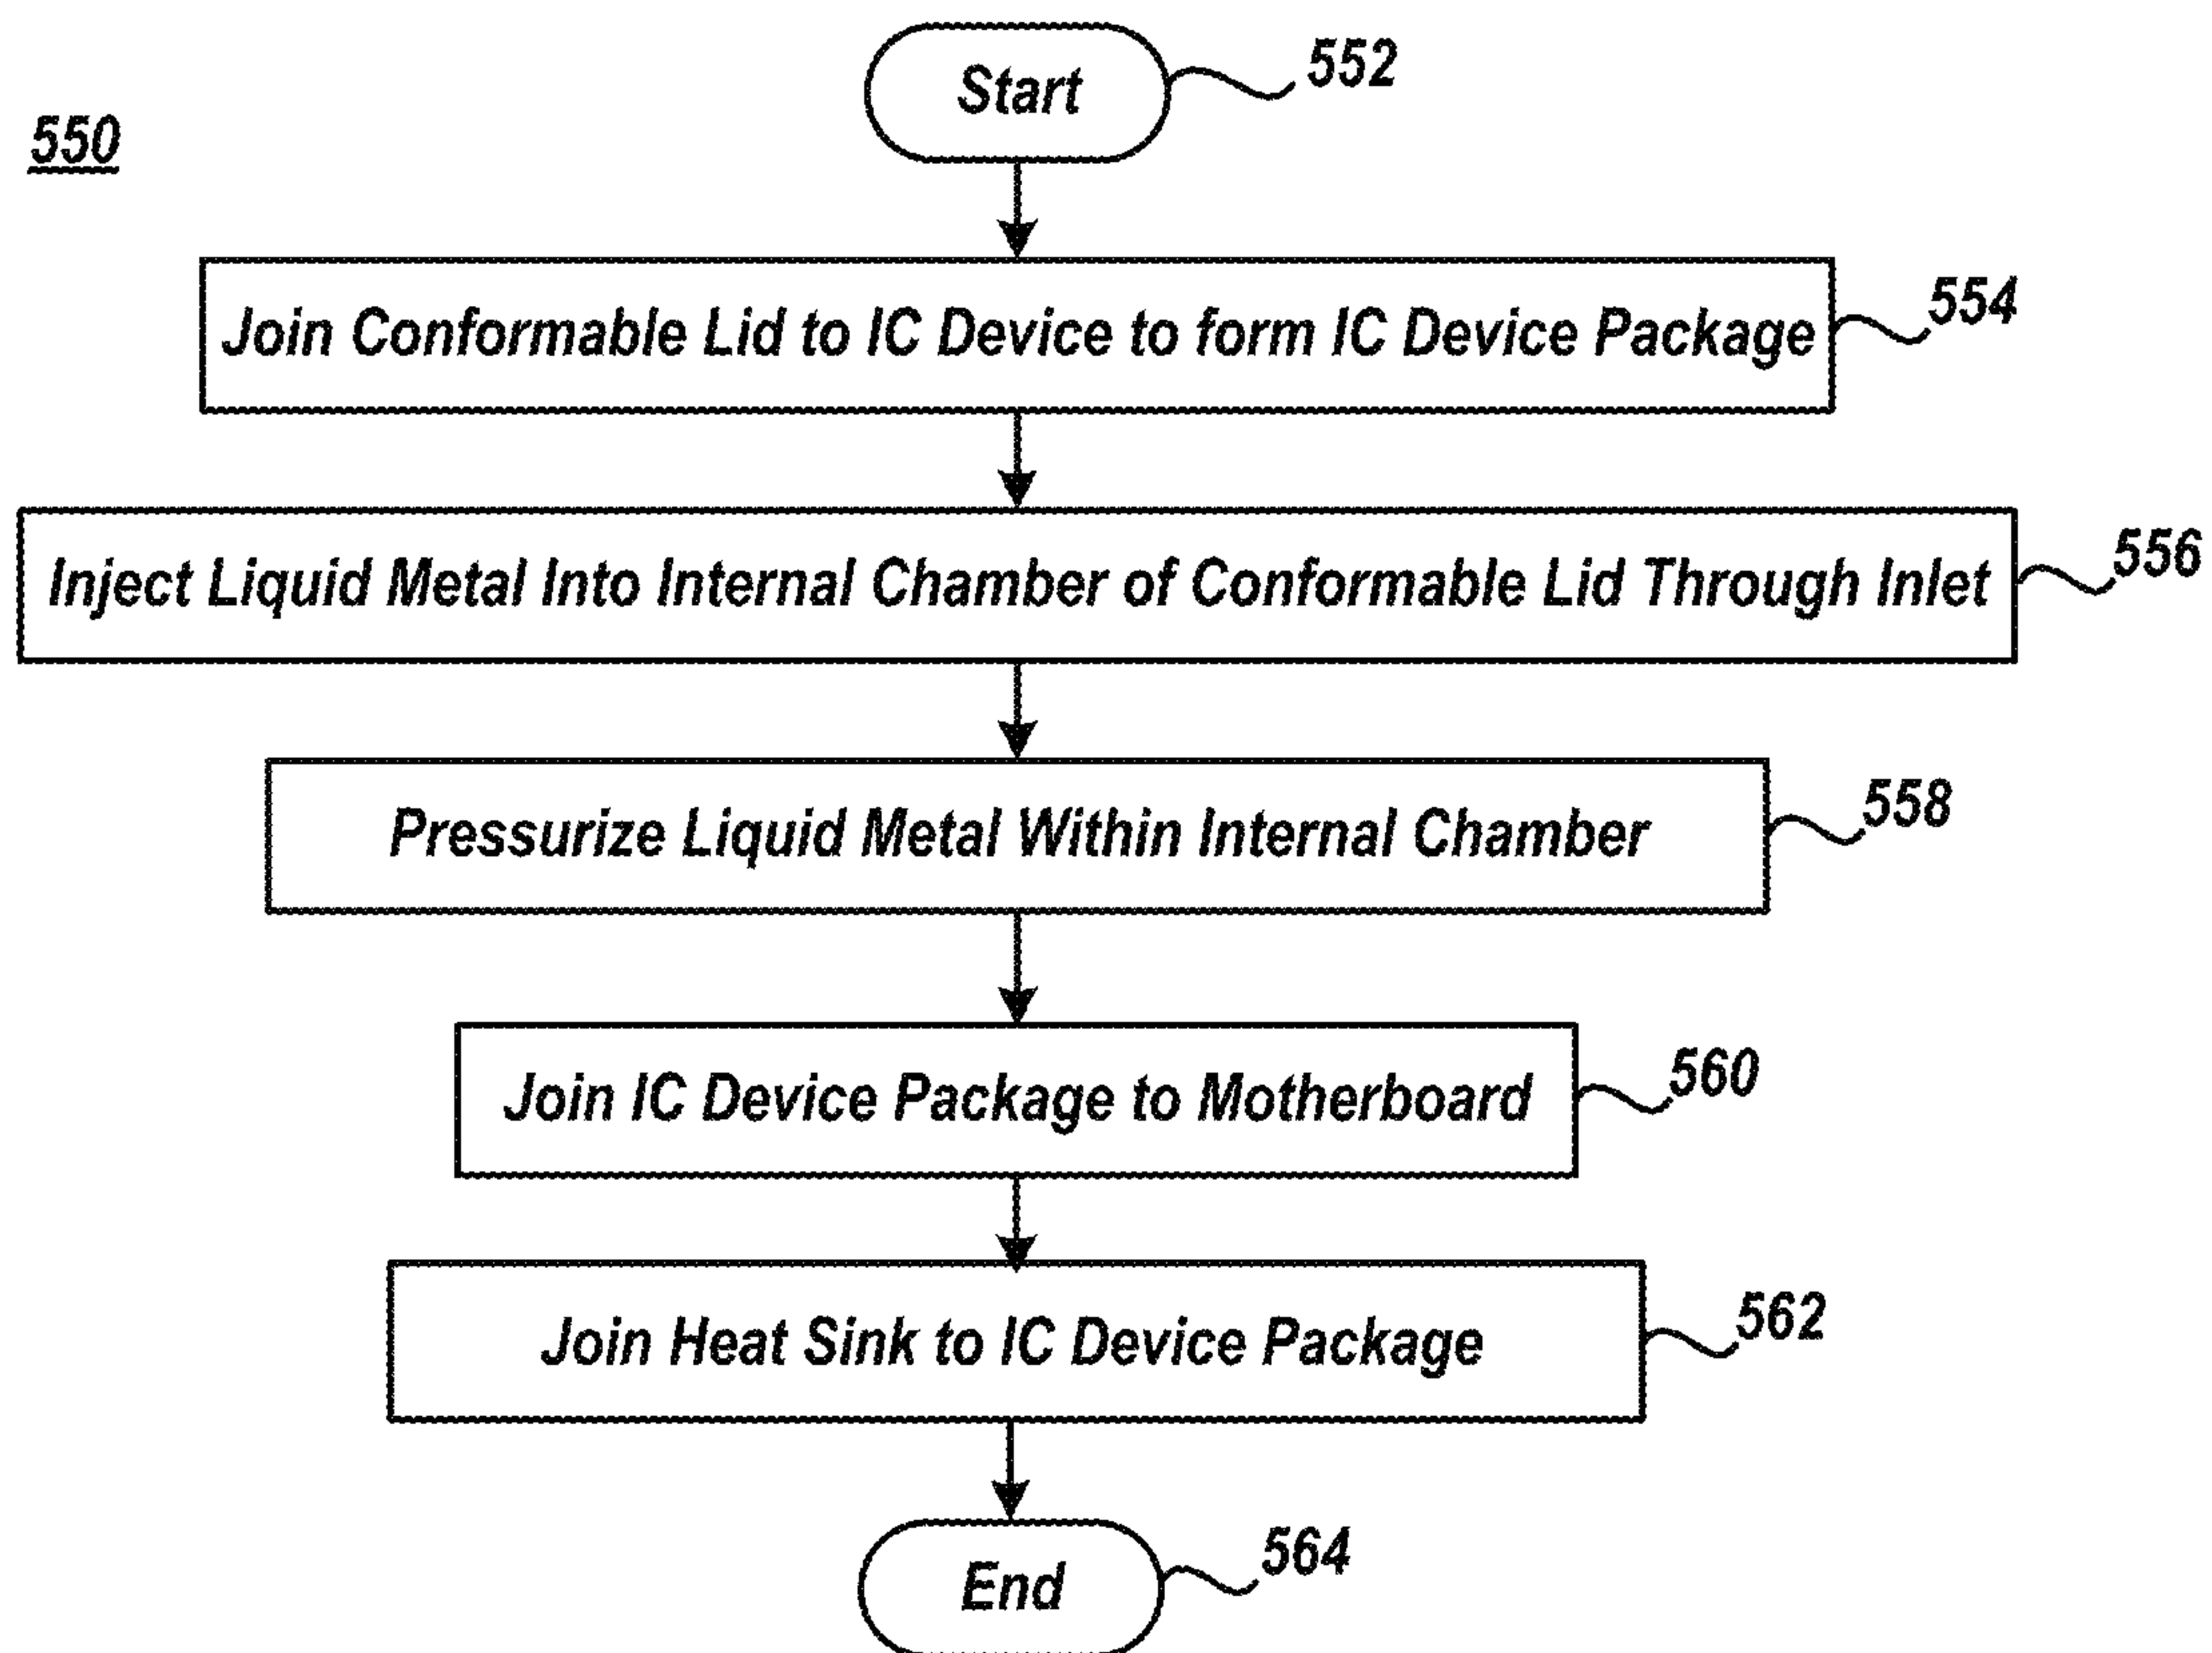 552
Start
550
554
Join Conformable Lid to IC Device to form IC Device Package
556
Inject Liquid Metal Into Internal Chamber of Conformable Lid Through Inlet
558
Pressurize Liquid Metal Within Internal Chamber
560
Join IC Device Package to Motherboard
562
Join Heat Sink to IC Device Package
564
End